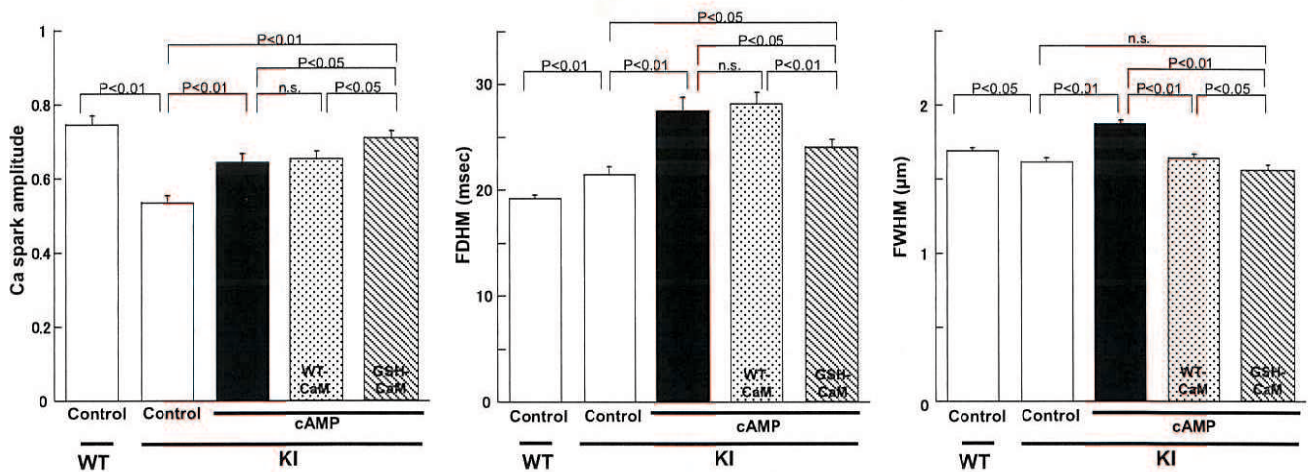 P<0.01
P<0.05
P<0.01
P<0.01
n.s.
P<0.05
Ca spark amplitude
1
0.8
0.6
0.4
0.2
0
WT-
CaM
GSH-
CaM
Control
Control
cAMP
WT
KI
P<0.05
P<0.05
P<0.01
P<0.01
n.s.
P<0.01
FDHM (msec)
30
20
10
0
WT-
CaM
GSH-
CaM
Control
Control
cAMP
WT
KI
n.s.
P<0.01
P<0.05
P<0.01
P<0.01
P<0.05
FWHM (μm)
2
1
0
WT-
CaM
GSH-
CaM
Control
Control
cAMP
WT
KI